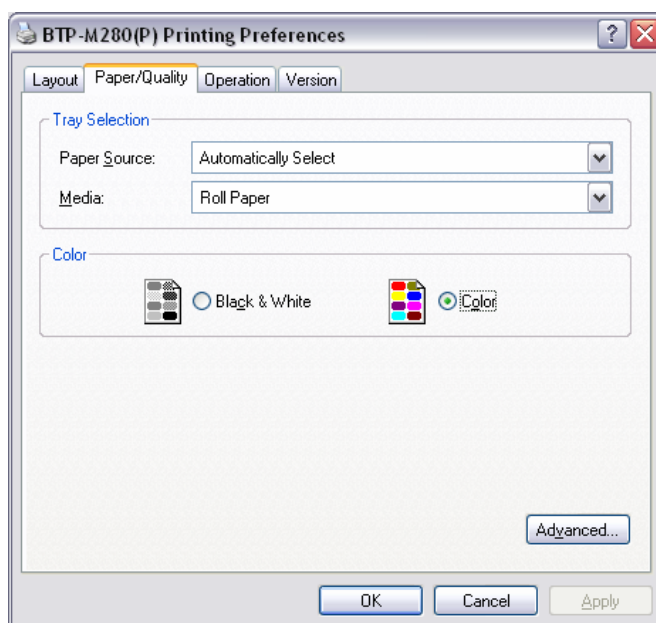 BTP-M280(P) Printing Preferences
Layout Paper/Quality Operation Version
Tray Selection
Paper Source: Automatically Select
Media: Roll Paper
Color
Black & White Color
Advanced...
OK Cancel Apply